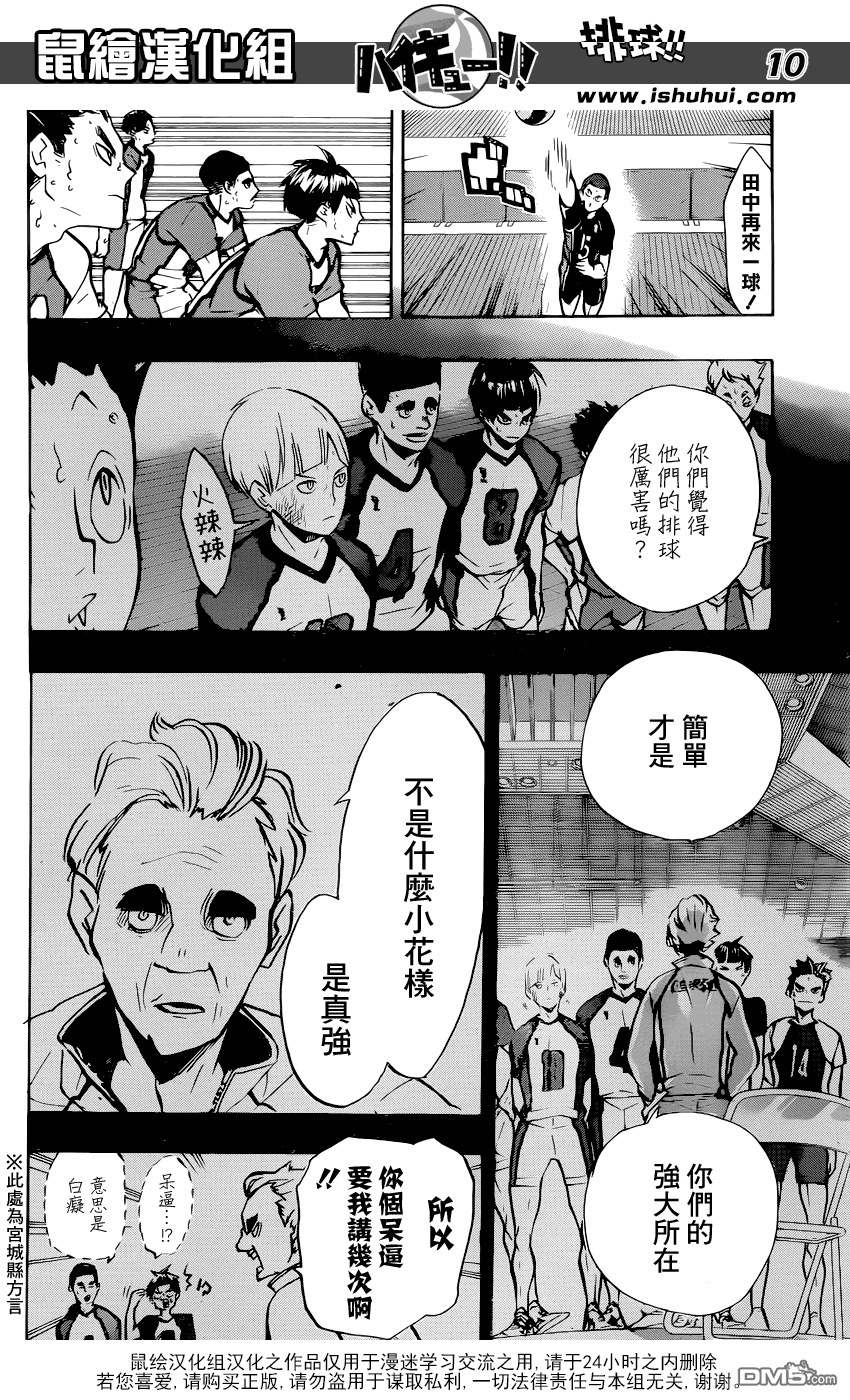 鼠繪漢化組
ハイキュー!!
排球!!
10
www.ishuhui.com
田中再來一球！
你們覺得
他們的排球
很厲害嗎？
火辣辣
簡單
才是
不是什麼小花樣
是真強
你們的
強大所在
所以
你個呆逼
愛我講幾次啊
!!
呆逼…!?
意思是
白癡
※此處為宮城縣方言
鼠绘汉化组汉化之作品仅用于漫迷学习交流之用, 请于24小时之内删除
若您喜爱, 请购买正版, 请勿盗用于谋取私利, 一切法律责任与本组无关, 谢谢。
DM5.com